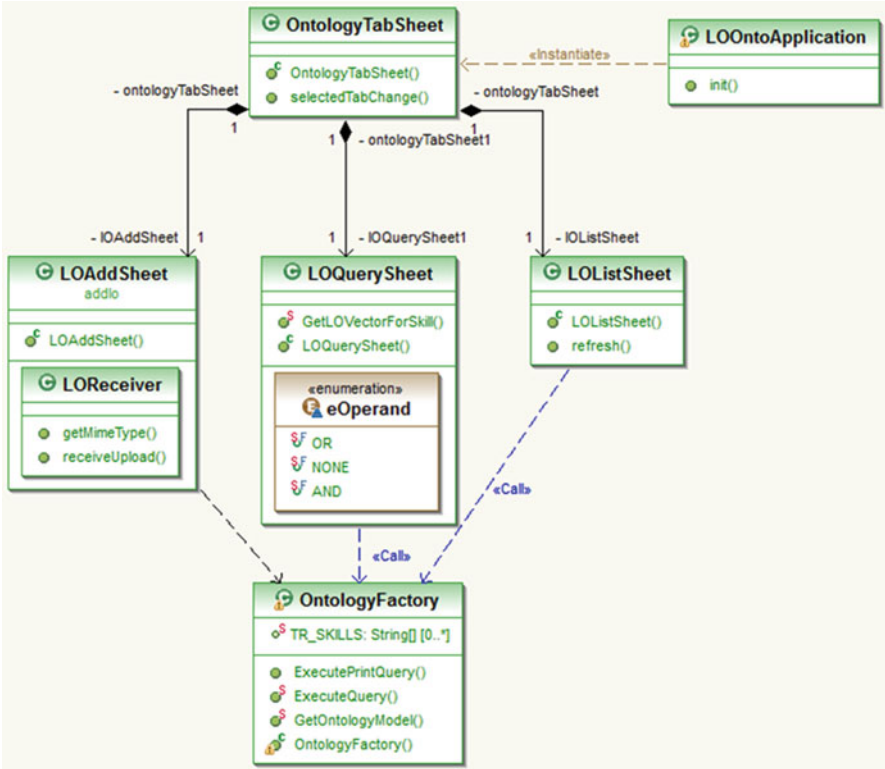 OntologyTabSheet
OntologyTabSheet()
selectedTabChange()
LOOntoApplication
init()
«Instantiate»
- ontologyTabSheet
1
1
- ontologyTabSheet1
- ontologyTabSheet
1
- lOAddSheet
1
1
- lOQuerySheet1
1
- lOListSheet
LOAddSheet
addlo
LOAddSheet()
LOReceiver
getMimeType()
receiveUpload()
LOQuerySheet
GetLOVectorForSkill()
LOQuerySheet()
«enumeration»
eOperand
OR
NONE
AND
LOListSheet
LOListSheet()
refresh()
«Call»
«Call»
OntologyFactory
TR_SKILLS: String[] [0..*]
ExecutePrintQuery()
ExecuteQuery()
GetOntologyModel()
OntologyFactory()